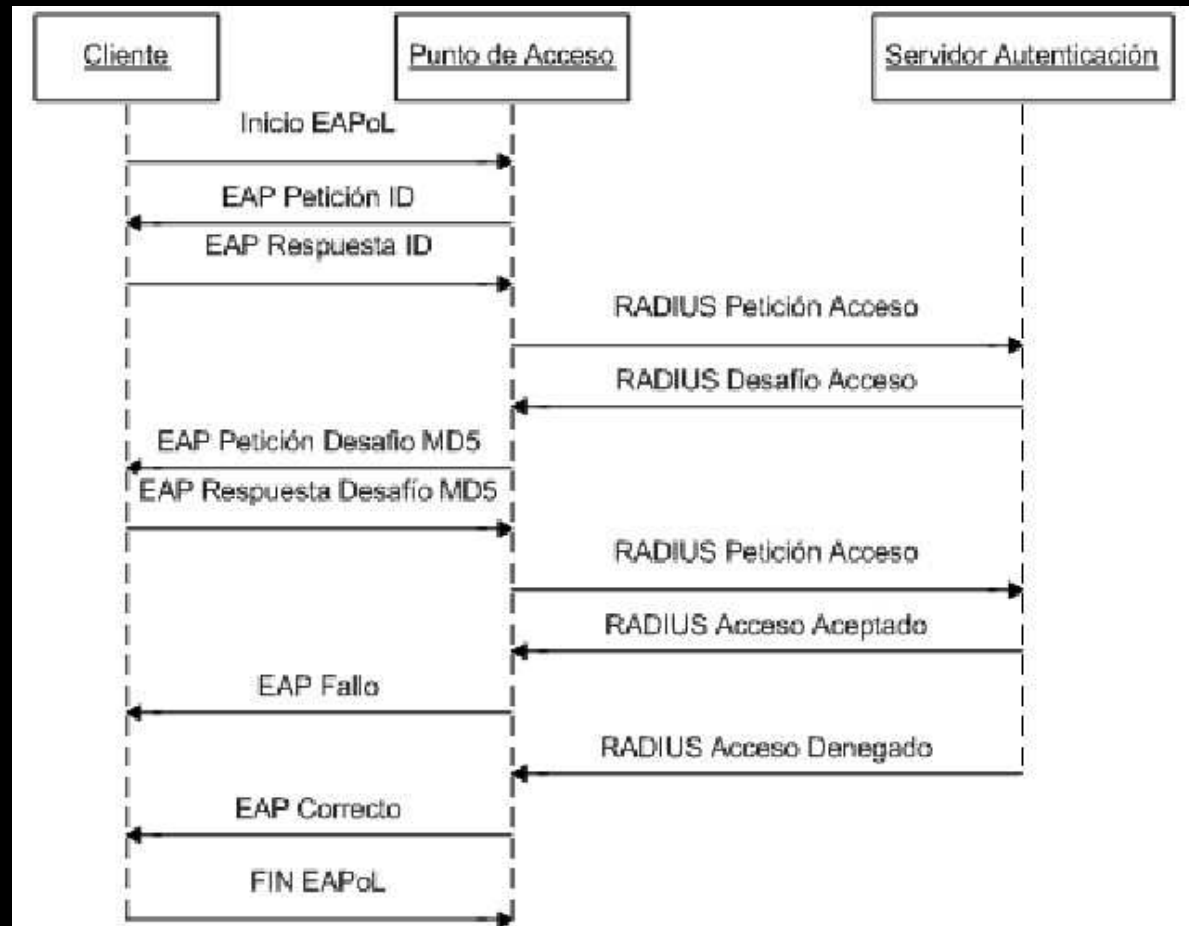 Cliente
Punto de Acceso
Servidor Autenticación
Inicio EAPoL
EAP Petición ID
EAP Respuesta ID
RADIUS Petición Acceso
RADIUS Desafío Acceso
EAP Petición Desafio MD5
EAP Respuesta Desafío MD5
RADIUS Petición Acceso
RADIUS Acceso Aceptado
EAP Fallo
RADIUS Acceso Denegado
EAP Correcto
FIN EAPoL